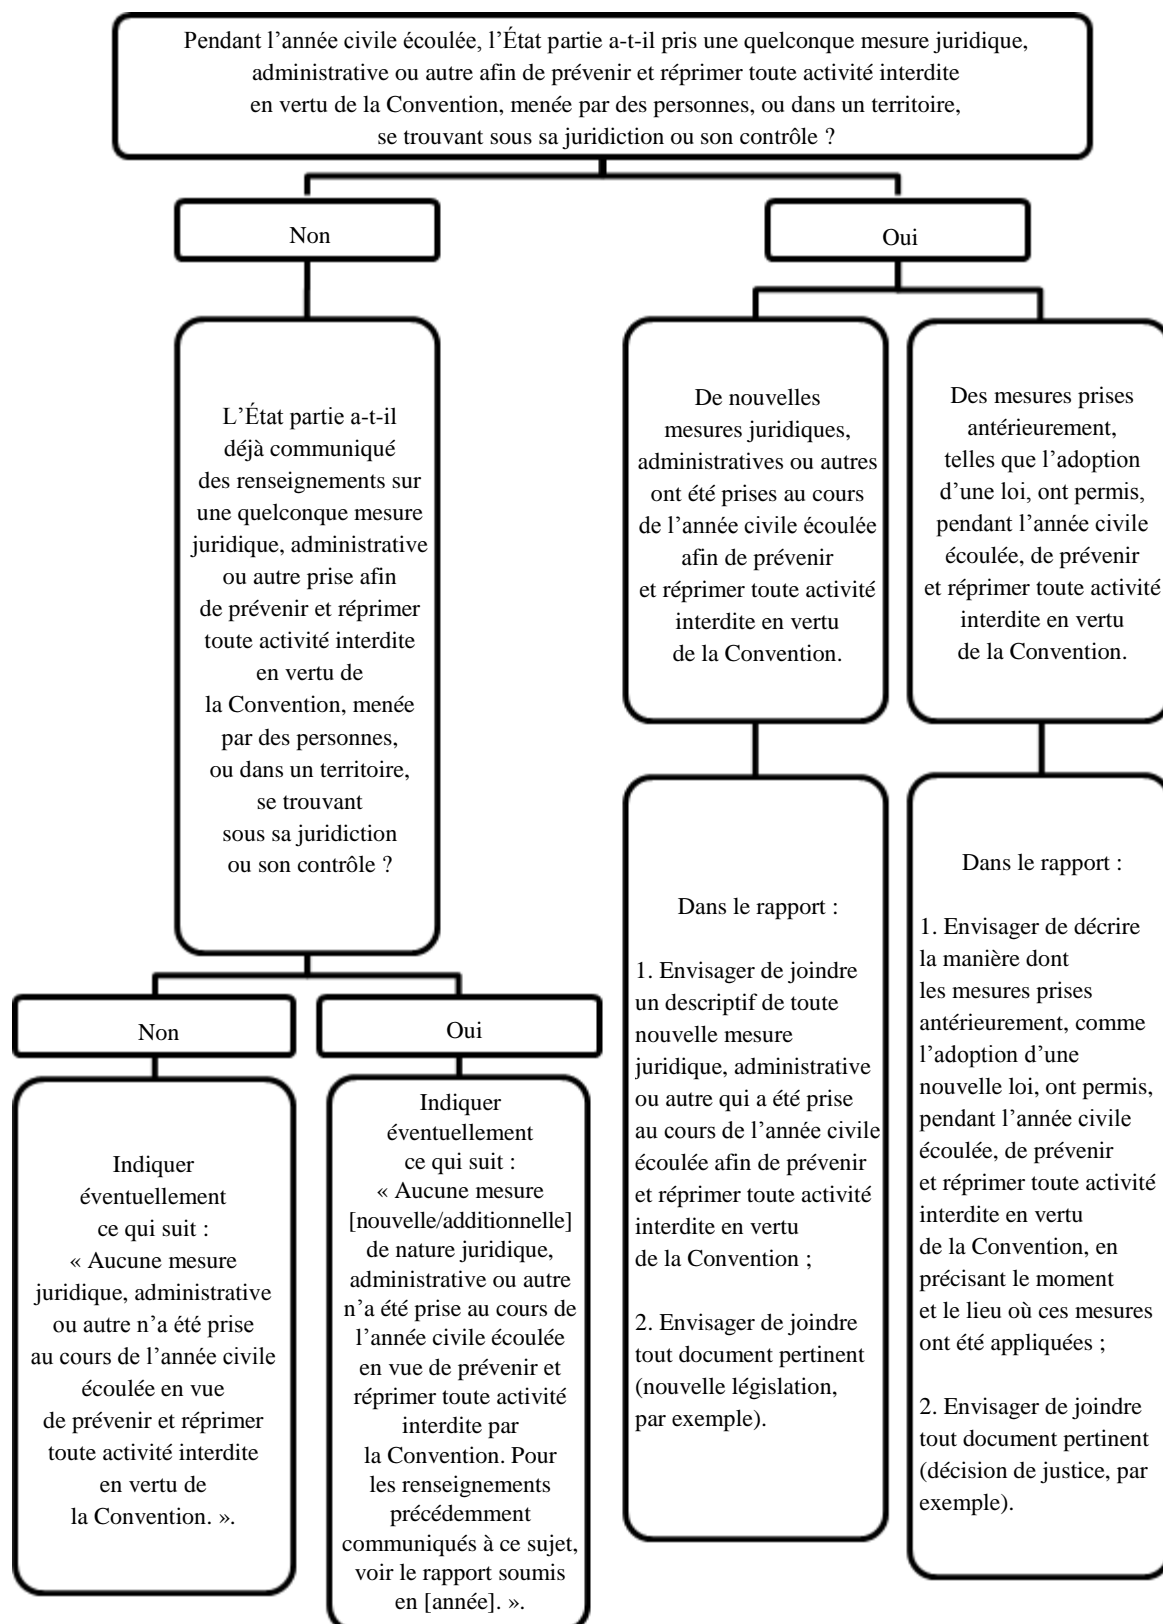 Pendant l’année civile écoulée, l’État partie a-t-il pris une quelconque mesure juridique,
administrative ou autre afin de prévenir et réprimer toute activité interdite
en vertu de la Convention, menée par des personnes, ou dans un territoire,
se trouvant sous sa juridiction ou son contrôle ?
Non
L’État partie a-t-il
déjà communiqué
des renseignements sur
une quelconque mesure
juridique, administrative
ou autre prise afin
de prévenir et réprimer
toute activité interdite
en vertu de
la Convention, menée
par des personnes,
ou dans un territoire,
se trouvant
sous sa juridiction
ou son contrôle ?
Non
Indiquer
éventuellement
ce qui suit :
« Aucune mesure
juridique, administrative
ou autre n’a été prise
au cours de l’année civile
écoulée en vue
de prévenir et réprimer
toute activité interdite
en vertu de
la Convention. ».
Oui
Indiquer
éventuellement
ce qui suit :
« Aucune mesure
[nouvelle/additionnelle]
de nature juridique,
administrative ou autre
n’a été prise au cours de
l’année civile écoulée
en vue de prévenir et
réprimer toute activité
interdite par
la Convention. Pour
les renseignements
précédemment
communiqués à ce sujet,
voir le rapport soumis
en [année]. ».
Oui
De nouvelles
mesures juridiques,
administratives ou autres
ont été prises au cours
de l’année civile écoulée
afin de prévenir
et réprimer toute activité
interdite en vertu
de la Convention.
Dans le rapport :
1. Envisager de joindre
un descriptif de toute
nouvelle mesure
juridique, administrative
ou autre qui a été prise
au cours de l’année civile
écoulée afin de prévenir
et réprimer toute activité
interdite en vertu
de la Convention ;
2. Envisager de joindre
tout document pertinent
(nouvelle législation,
par exemple).
Des mesures prises
antérieurement,
telles que l’adoption
d’une loi, ont permis,
pendant l’année civile
écoulée, de prévenir
et réprimer toute activité
interdite en vertu
de la Convention.
Dans le rapport :
1. Envisager de décrire
la manière dont
les mesures prises
antérieurement, comme
l’adoption d’une
nouvelle loi, ont permis,
pendant l’année civile
écoulée, de prévenir
et réprimer toute activité
interdite en vertu
de la Convention, en
précisant le moment
et le lieu où ces mesures
ont été appliquées ;
2. Envisager de joindre
tout document pertinent
(décision de justice, par
exemple).